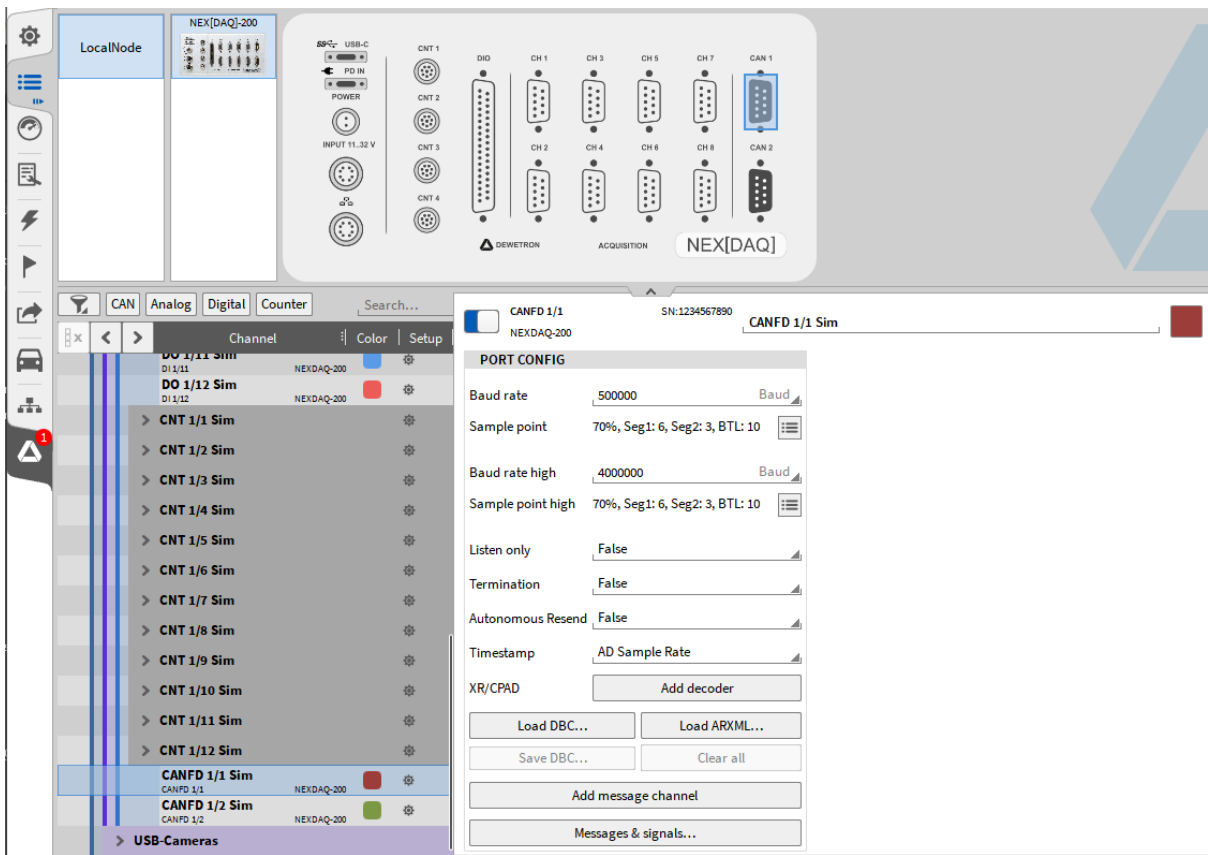 LocalNode
NEX[DAQ]-200
USB-C
PD IN
POWER
INPUT 11..32 V
CNT 1
CNT 2
CNT 3
CNT 4
DIO
CH 1
CH 3
CH 5
CH 7
CAN 1
CH 2
CH 4
CH 6
CH 8
CAN 2
DEWETRON
ACQUISITION
NEX[DAQ]
CAN
Analog
Digital
Counter
Search...
Channel
Color
Setup
DO 1/11 Sim
DI 1/11 NEXDAQ-200
DO 1/12 Sim
DI 1/12 NEXDAQ-200
CNT 1/1 Sim
CNT 1/2 Sim
CNT 1/3 Sim
CNT 1/4 Sim
CNT 1/5 Sim
CNT 1/6 Sim
CNT 1/7 Sim
CNT 1/8 Sim
CNT 1/9 Sim
CNT 1/10 Sim
CNT 1/11 Sim
CNT 1/12 Sim
CANFD 1/1 Sim
CANFD 1/1 NEXDAQ-200
CANFD 1/2 Sim
CANFD 1/2 NEXDAQ-200
USB-Cameras
1
CANFD 1/1 SN:1234567890
NEXDAQ-200
CANFD 1/1 Sim
PORT CONFIG
Baud rate 500000 Baud
Sample point 70%, Seg1: 6, Seg2: 3, BTL: 10
Baud rate high 4000000 Baud
Sample point high 70%, Seg1: 6, Seg2: 3, BTL: 10
Listen only False
Termination False
Autonomous Resend False
Timestamp AD Sample Rate
XR/CPAD Add decoder
Load DBC... Load ARXML...
Save DBC... Clear all
Add message channel
Messages & signals...